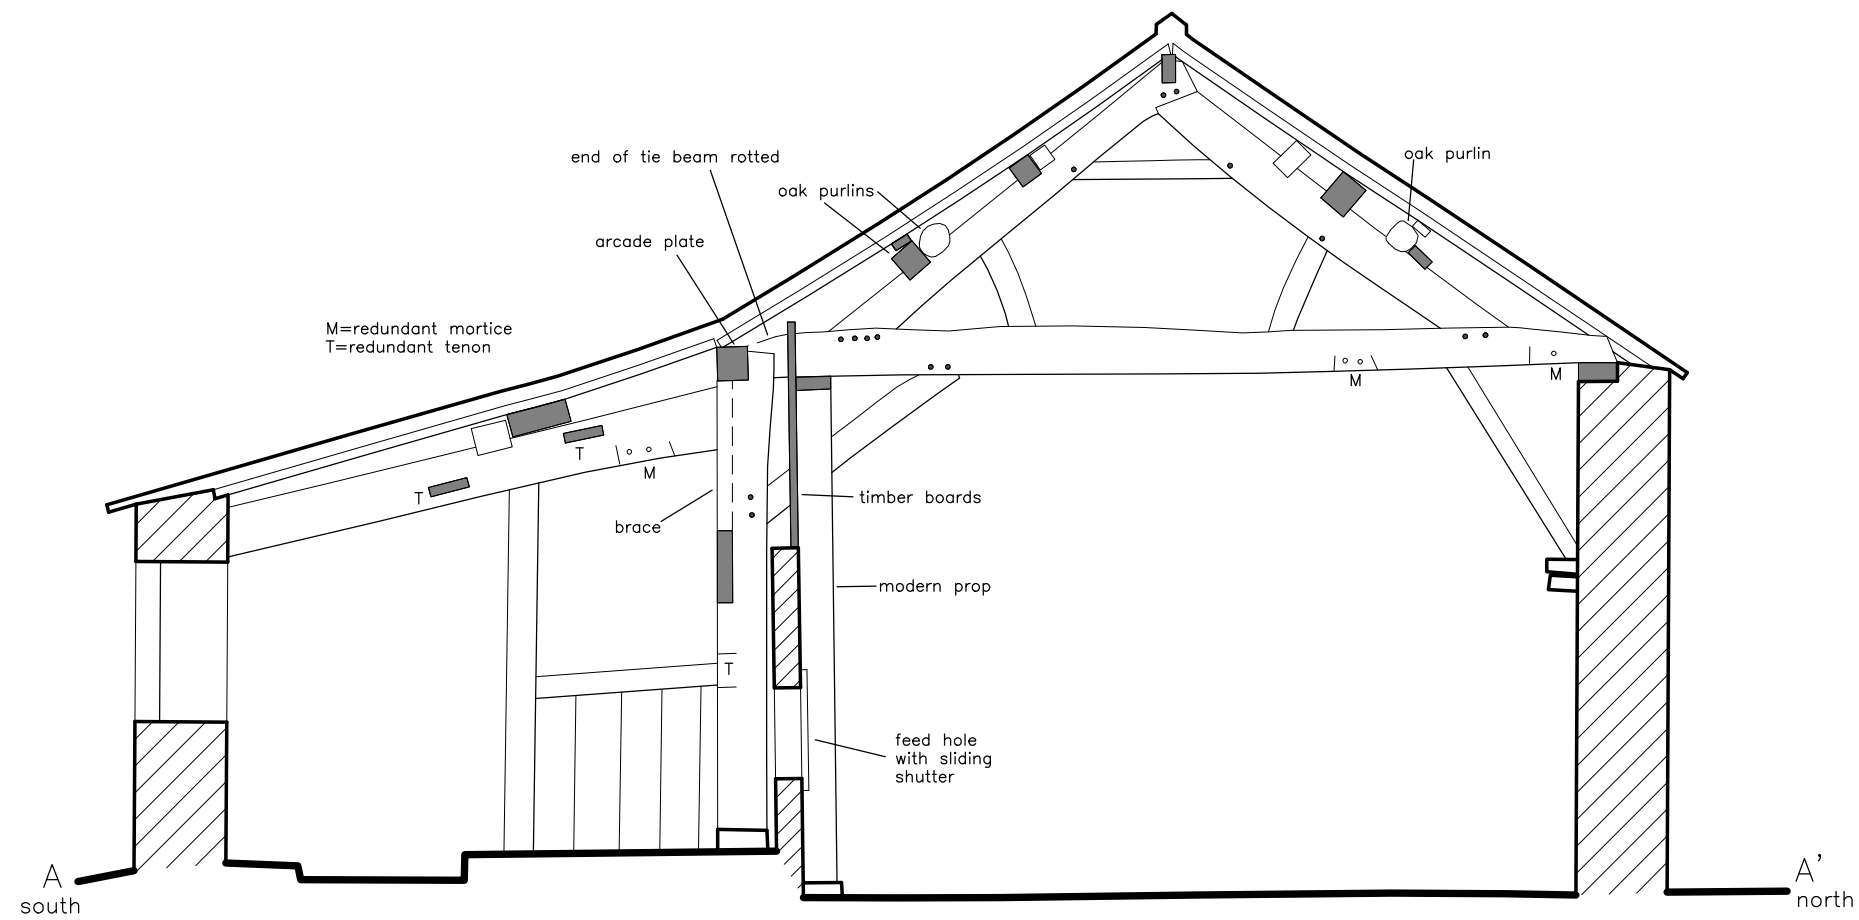 end of tie beam rotted
oak purlin
oak purlins
arcade plate
M=redundant mortice
T=redundant tenon
M
M
T
M
T
timber boards
brace
modern prop
T
feed hole
with sliding
shutter
A
south
A'
north